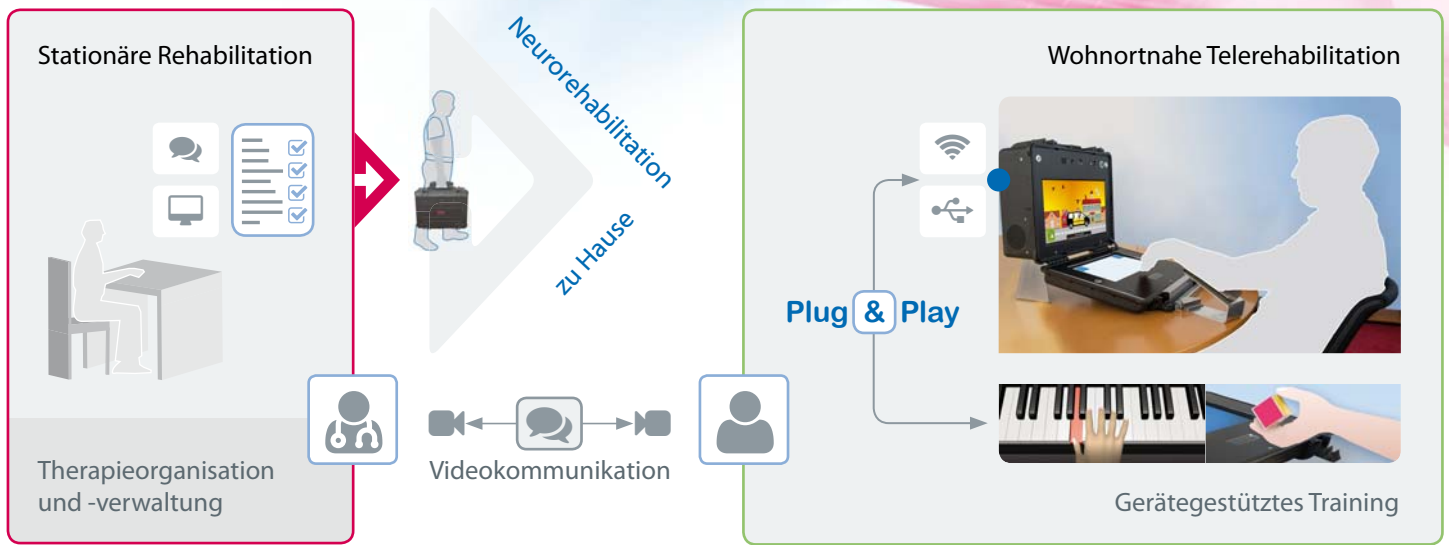 Stationäre Rehabilitation
Therapieorganisation
und -verwaltung
Neurorehabilitation
zu Hause
Videokommunikation
Wohnortnahe Telerehabilitation
Plug & Play
Gerätegestütztes Training